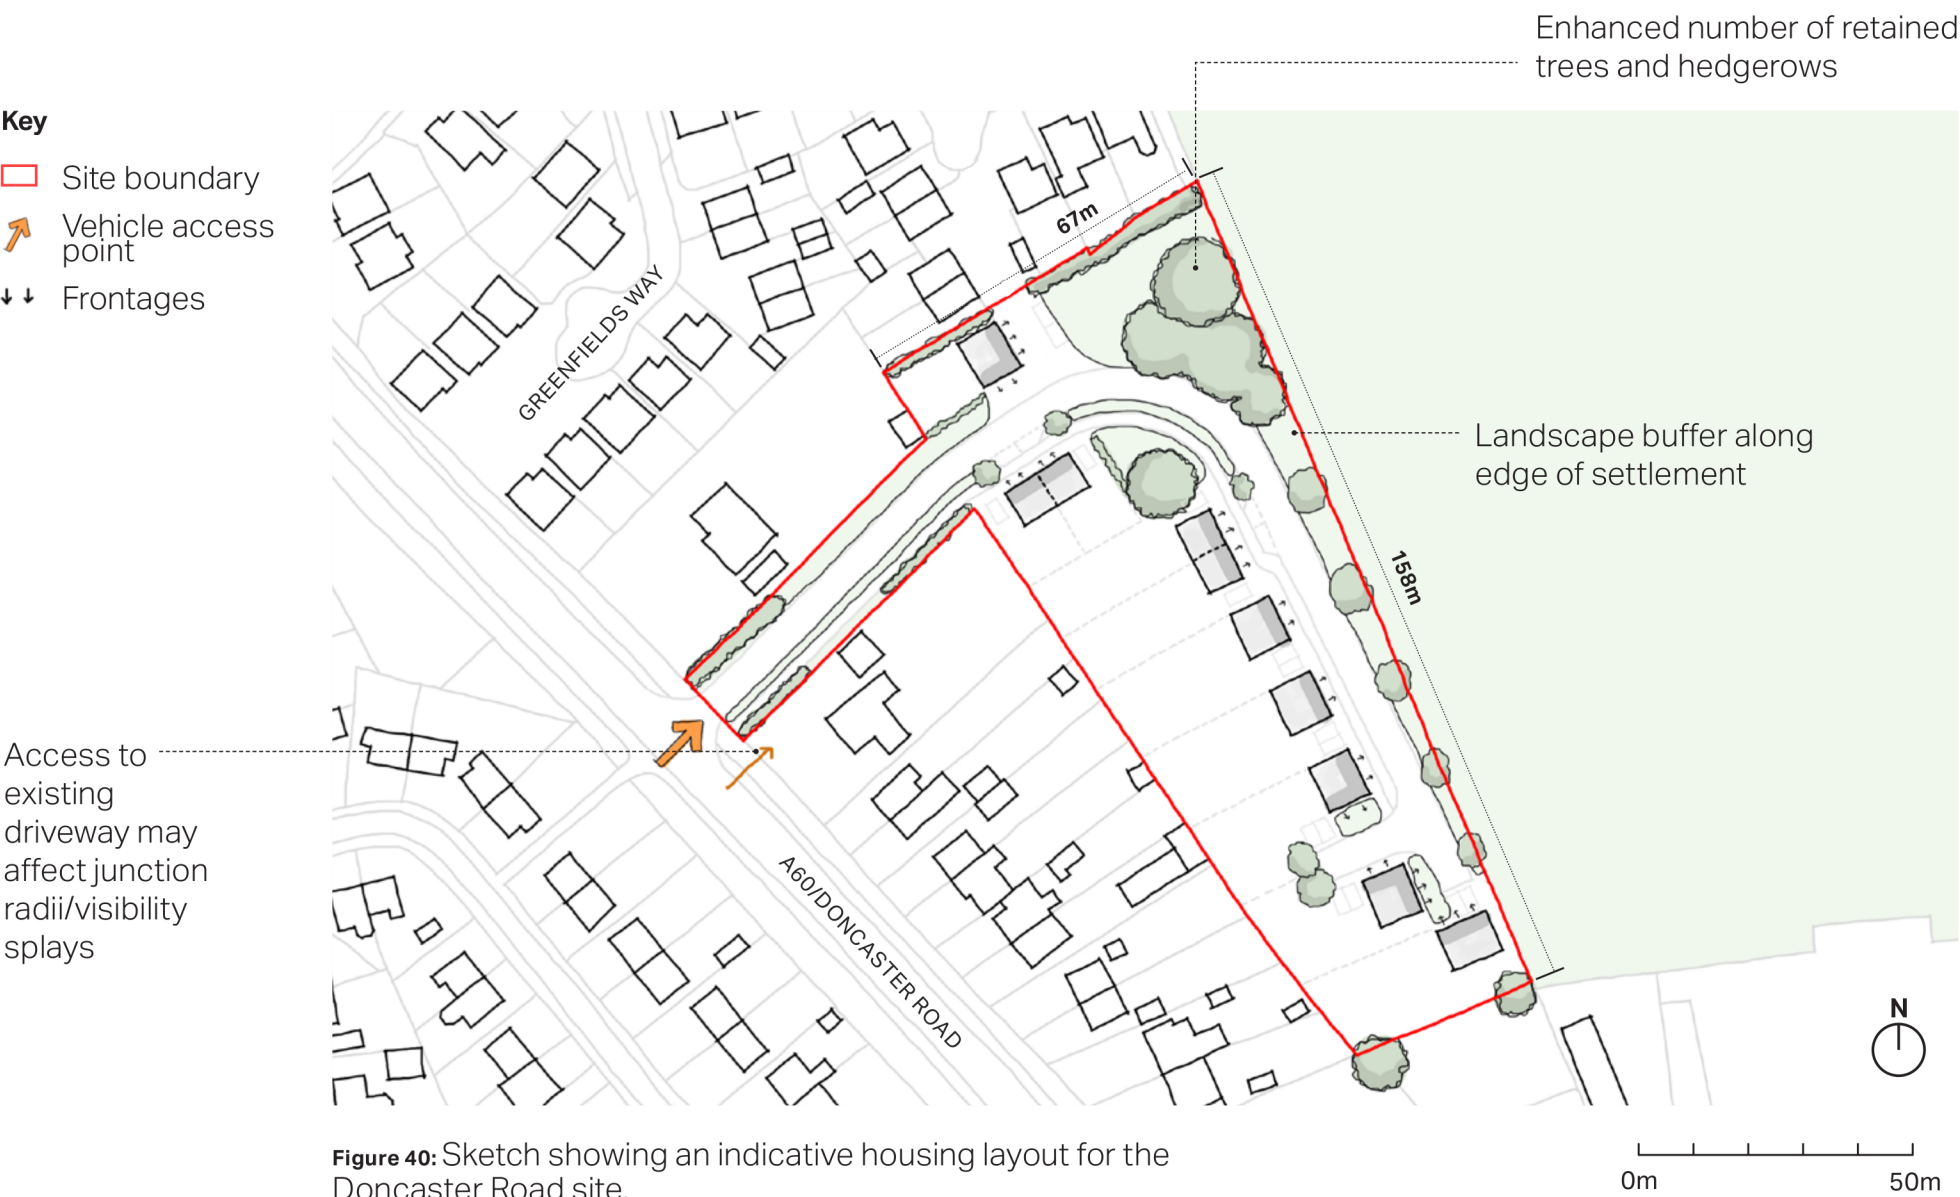 Enhanced number of retained
trees and hedgerows
Key
Site boundary
Vehicle access
point
Frontages
67m
GREENFIELDS WAY
Landscape buffer along
edge of settlement
158m
Access to
existing
driveway may
affect junction
radii/visibility
splays
A60/DONCASTER ROAD
N
Figure 40: Sketch showing an indicative housing layout for the
Doncaster Road site.
0m
50m